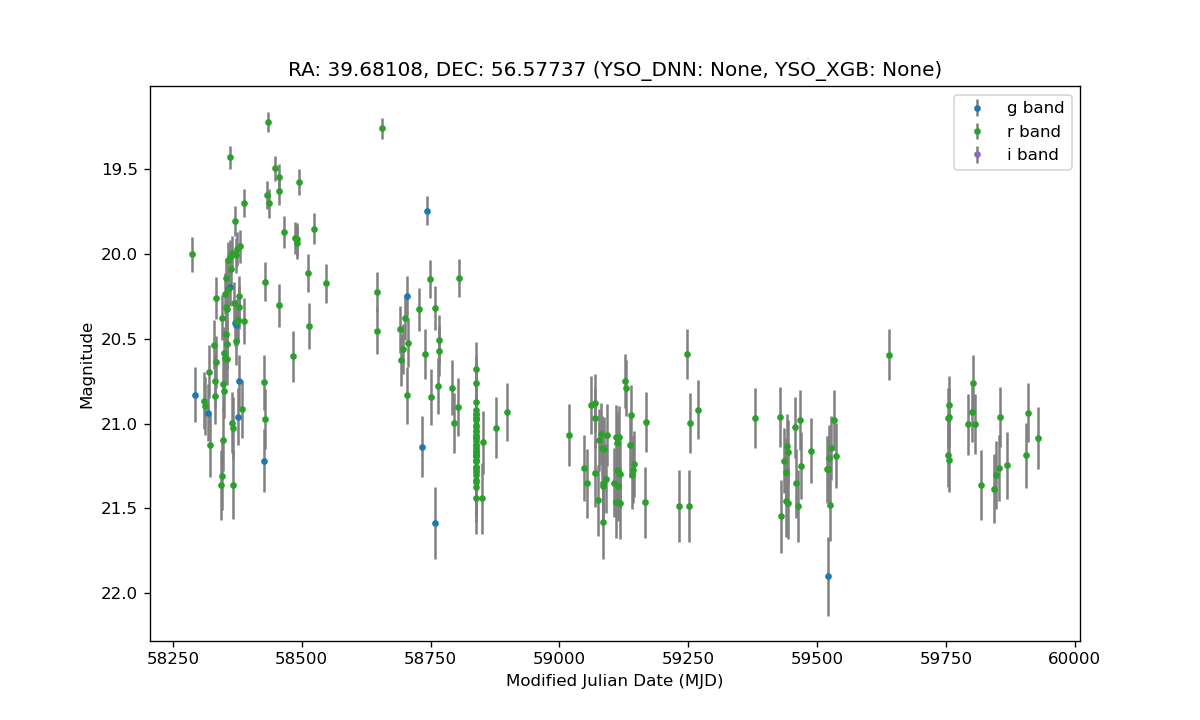 RA: 39.68108, DEC: 56.57737 (YSO_DNN: None, YSO_XGB: None)
g band
r band
i band
19.5
20.0
20.5
21.0
21.5
22.0
Magnitude
58250 58500 58750 59000 59250 59500 59750 60000
Modified Julian Date (MJD)